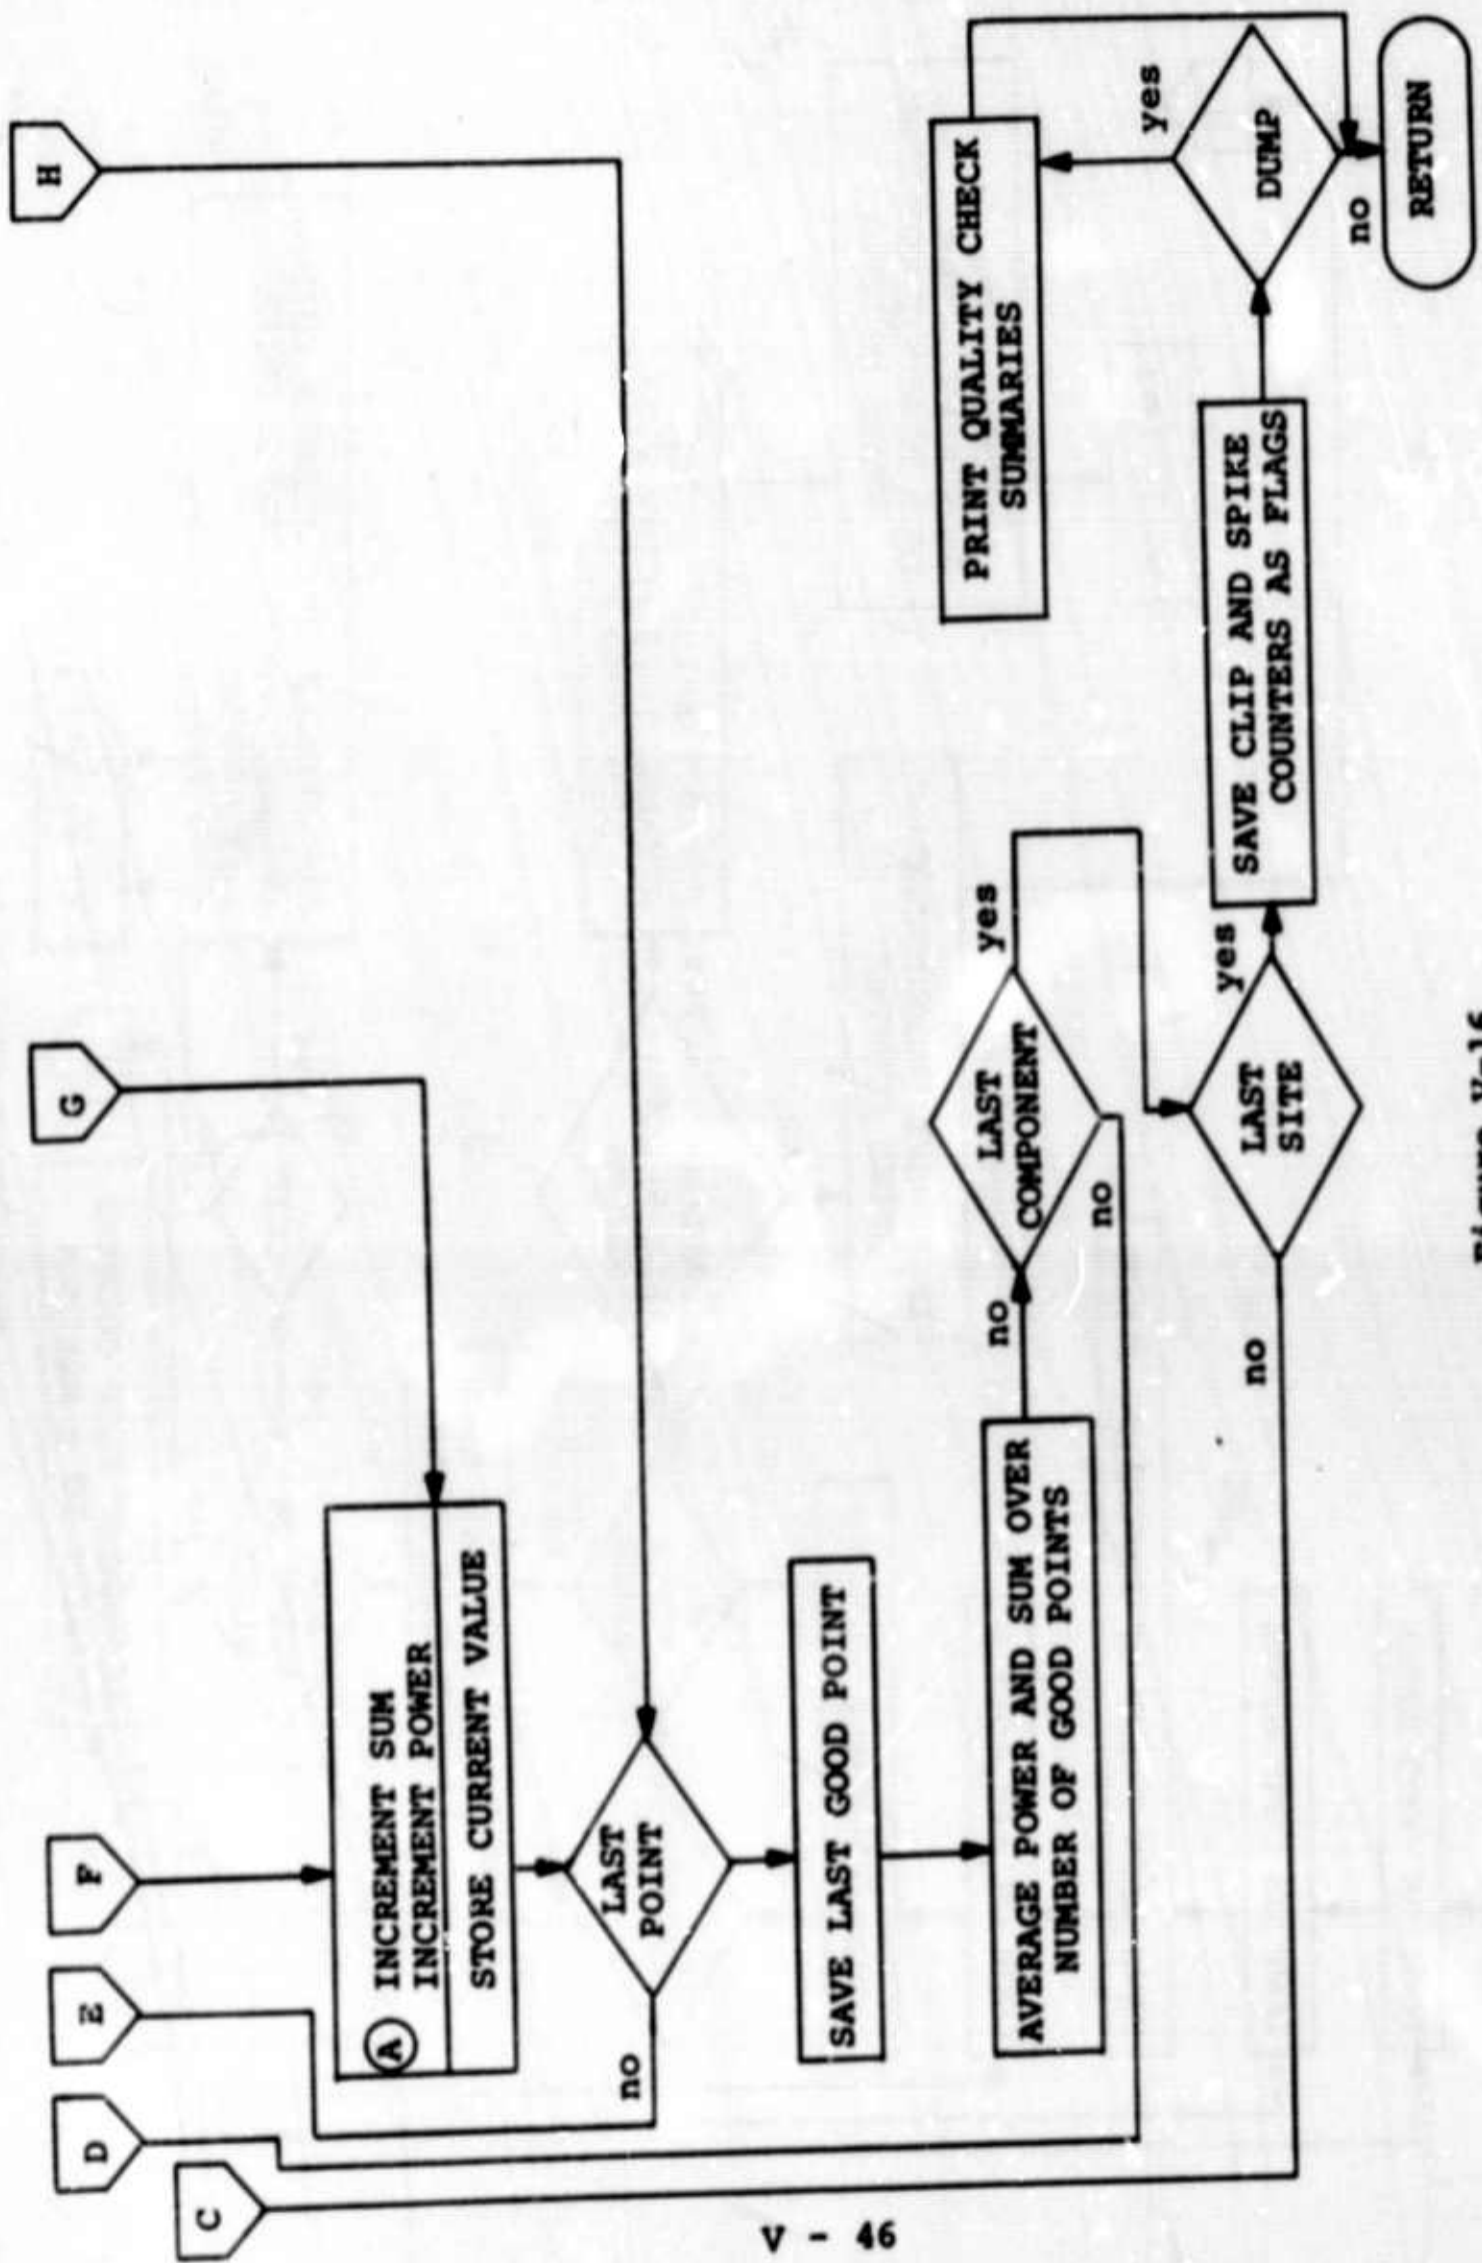 C
D
E
F
G
H
A
INCREMENT SUM
INCREMENT POWER
STORE CURRENT VALUE
LAST
POINT
no
SAVE LAST GOOD POINT
AVERAGE POWER AND SUM OVER
NUMBER OF GOOD POINTS
no
LAST
COMPONENT
yes
no
LAST
SITE
yes
no
SAVE CLIP AND SPIKE
COUNTERS AS FLAGS
PRINT QUALITY CHECK
SUMMARIES
DUMP
yes
no
RETURN
V - 46